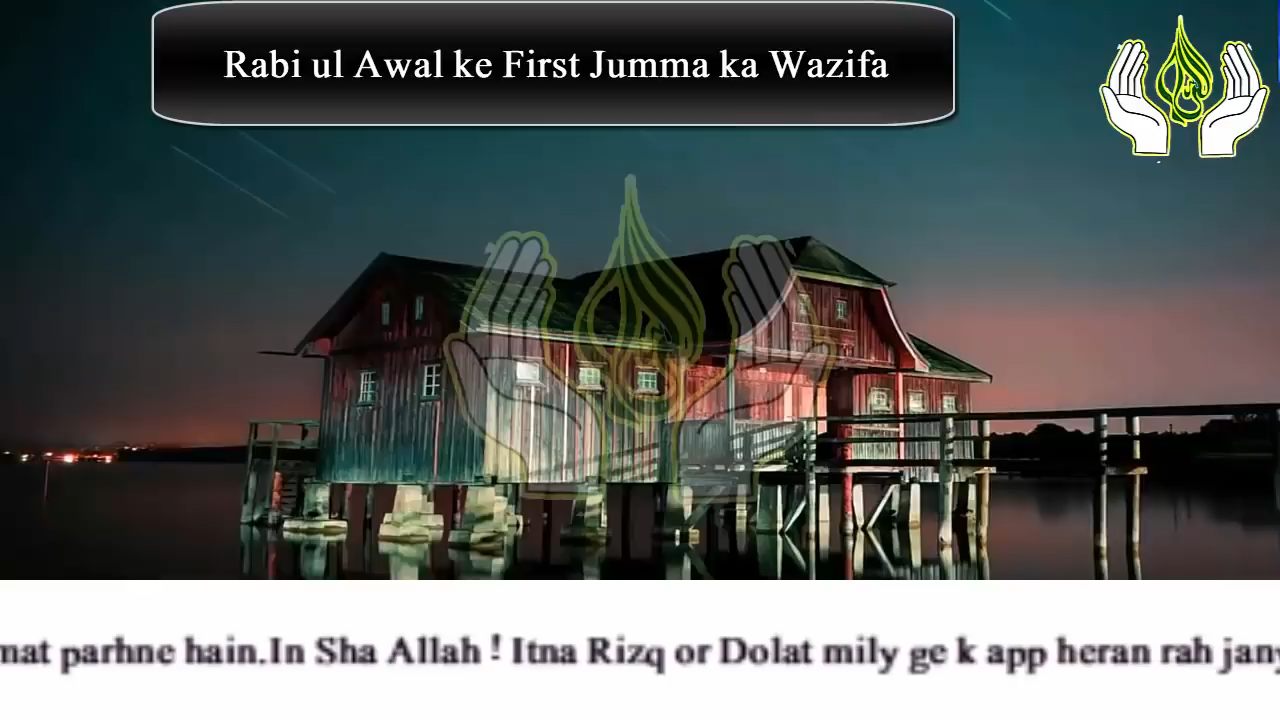 Rabi ul Awal ke First Jumma ka Wazifa
parhne hain.In Sha Allah ! Itna Rizq or Dolat mily ge k app heran rah